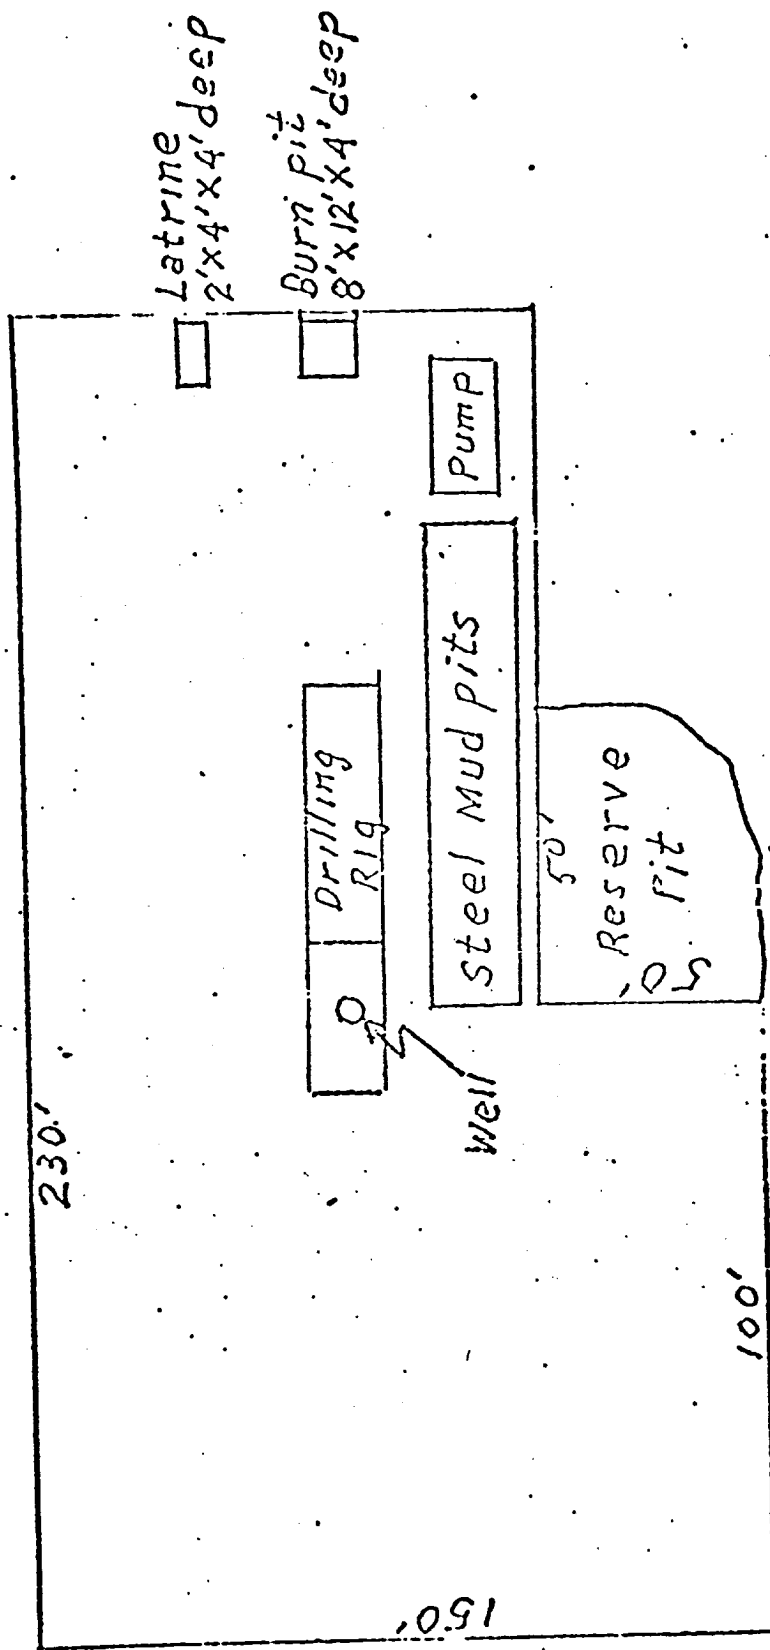 230.'
Latrine
2'x4'x4' deep
Burn pit
8'x12'x4' deep
Drilling
Rig
Well
Pump
Steel Mud pits
50'
Reserve
Pit
50'
100'
150'